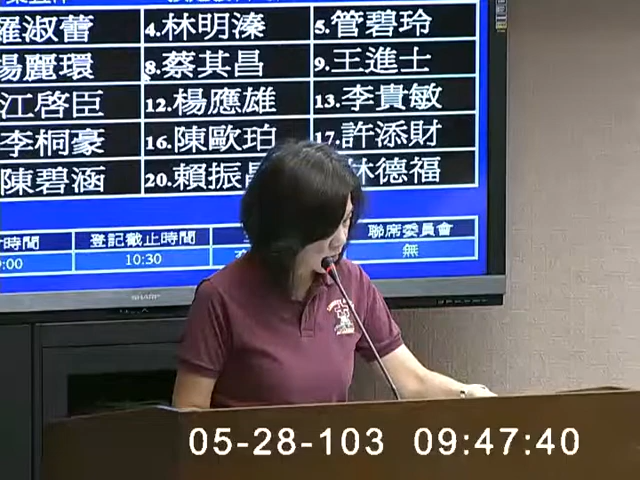 羅淑蕾 4.林明溱 5.管碧玲
楊麗環 8.蔡其昌 9.王進士
江啓臣 12.楊應雄 13.李貴敏
李桐豪 16.陳歐珀 17.許添財
陳碧涵 20.賴振昌 林德福
時間 登記截止時間 聯席委員會
:00 10:30 無
SHARP
05-28-103 09:47:40